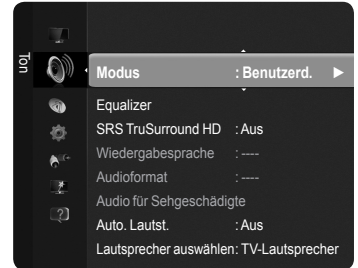 Ton
Modus : Benutzerd. ►
Equalizer
SRS TruSurround HD : Aus
Wiedergabesprache : ----
Audioformat : ----
Audio für Sehgeschädigte
Auto. Lautst. : Aus
Lautsprecher auswählen : TV-Lautsprecher